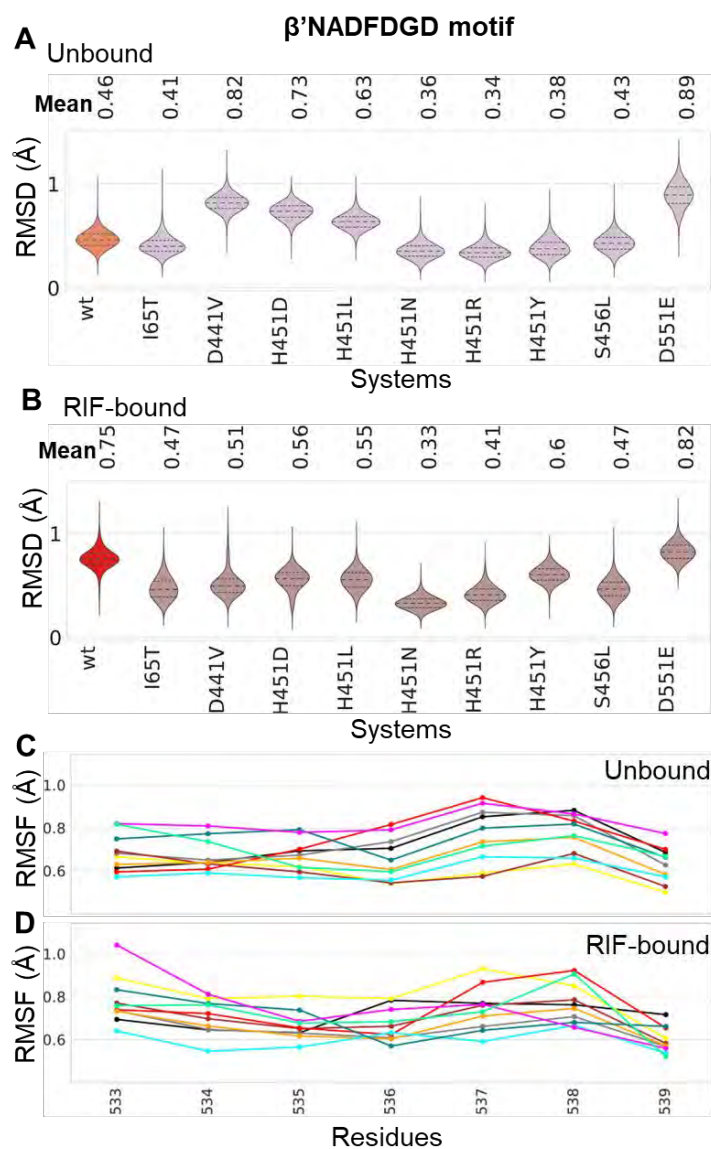 β'NADFDGD motif
A
Unbound
Mean 0.46 0.41 0.82 0.73 0.63 0.36 0.34 0.38 0.43 0.89
RMSD (Å)
1
0
wt I65T D441V H451D H451L H451N H451R H451Y S456L D551E
Systems
B
RIF-bound
Mean 0.75 0.47 0.51 0.56 0.55 0.33 0.41 0.6 0.47 0.82
RMSD (Å)
1
0
wt I65T D441V H451D H451L H451N H451R H451Y S456L D551E
Systems
C
Unbound
RMSF (Å)
1.0
0.8
0.6
D
RIF-bound
RMSF (Å)
1.0
0.8
0.6
533 534 535 536 537 538 539
Residues